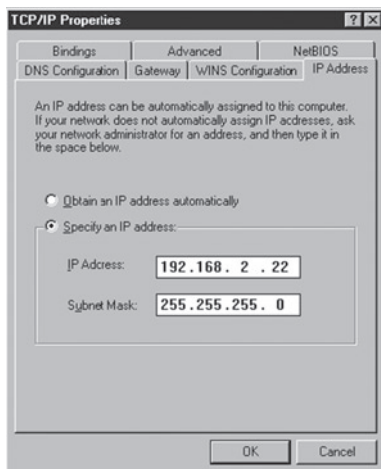 TCP/IP Properties
Bindings Advanced NetBIOS
DNS Configuration Gateway WINS Configuration IP Address
An IP address can be automatically assigned to this computer.
If your network does not automatically assign IP acdresses, ask
your network administrator for an address, and then type it in
the space below.
Obtain an IP address automatically
Specify an IP address:
IP Adcress: 192.168. 2 .22
Subnet Mask: 255.255.255. 0
OK Cancel